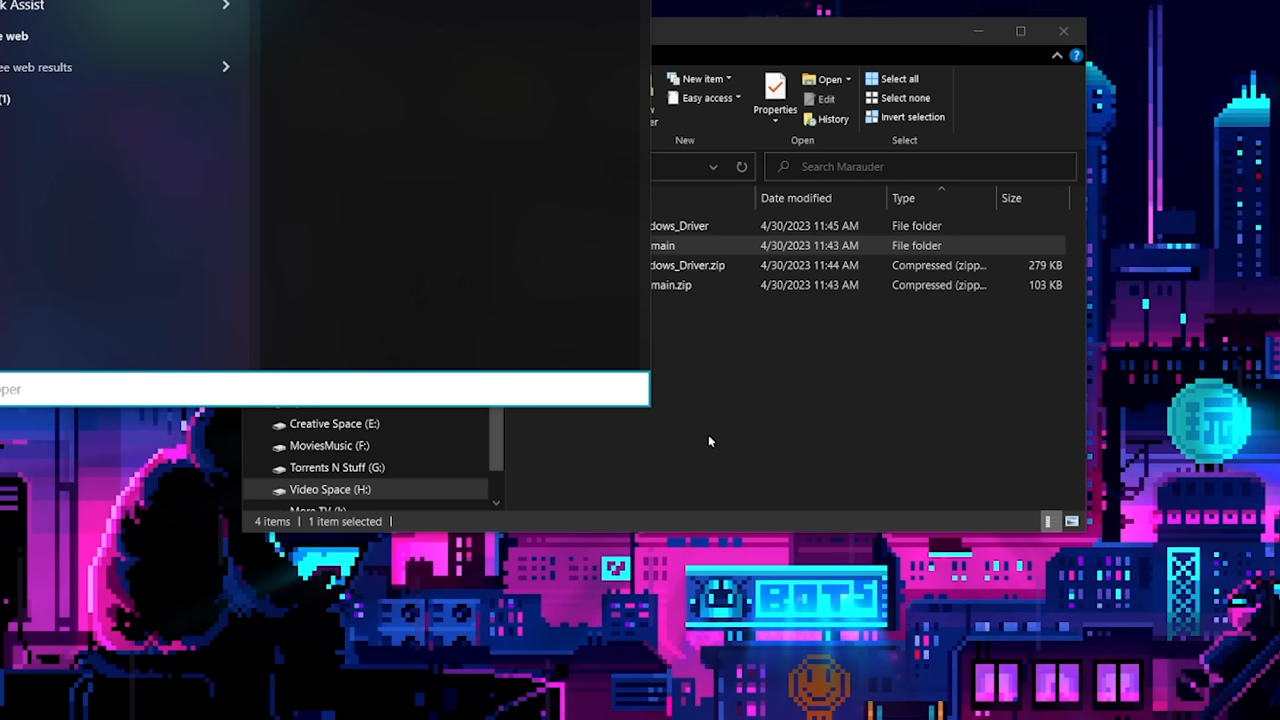 k Assist
e web
ee web results
(1)
New item
Easy access
Properties
Open
Edit
History
Select all
Select none
Invert selection
New
Open
Select
Search Marauder
Date modified
Type
Size
dows_Driver 4/30/2023 11:45 AM File folder
main 4/30/2023 11:43 AM File folder
dows_Driver.zip 4/30/2023 11:44 AM Compressed (zipp... 279 KB
main.zip 4/30/2023 11:43 AM Compressed (zipp... 103 KB
oper
Creative Space (E:)
MoviesMusic (F:)
Torrents N Stuff (G:)
Video Space (H:)
4 items 1 item selected
BOTS
玩